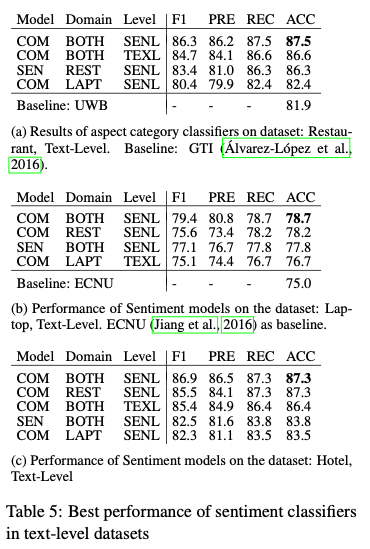 Model Domain Level F1 PRE REC ACC
COM BOTH SENL 86.3 86.2 87.5 87.5
COM BOTH TEXL 84.7 84.1 86.6 86.6
SEN REST SENL 83.4 81.0 86.3 86.3
COM LAPT SENL 80.4 79.9 82.4 82.4
Baseline: UWB - - - 81.9
(a) Results of aspect category classifiers on dataset: Restau-
rant, Text-Level. Baseline: GTI (Álvarez-López et al.,
2016).
Model Domain Level F1 PRE REC ACC
COM BOTH SENL 79.4 80.8 78.7 78.7
COM REST SENL 75.6 73.4 78.2 78.2
SEN BOTH SENL 77.1 76.7 77.8 77.8
COM LAPT TEXL 75.1 74.4 76.7 76.7
Baseline: ECNU - - - 75.0
(b) Performance of Sentiment models on the dataset: Lap-
top, Text-Level. ECNU (Jiang et al., 2016) as baseline.
Model Domain Level F1 PRE REC ACC
COM BOTH SENL 86.9 86.5 87.3 87.3
COM REST SENL 85.5 84.1 87.3 87.3
COM BOTH TEXL 85.4 84.9 86.4 86.4
SEN BOTH SENL 82.5 81.6 83.8 83.8
COM LAPT SENL 82.3 81.1 83.5 83.5
(c) Performance of Sentiment models on the dataset: Hotel,
Text-Level
Table 5: Best performance of sentiment classifiers
in text-level datasets